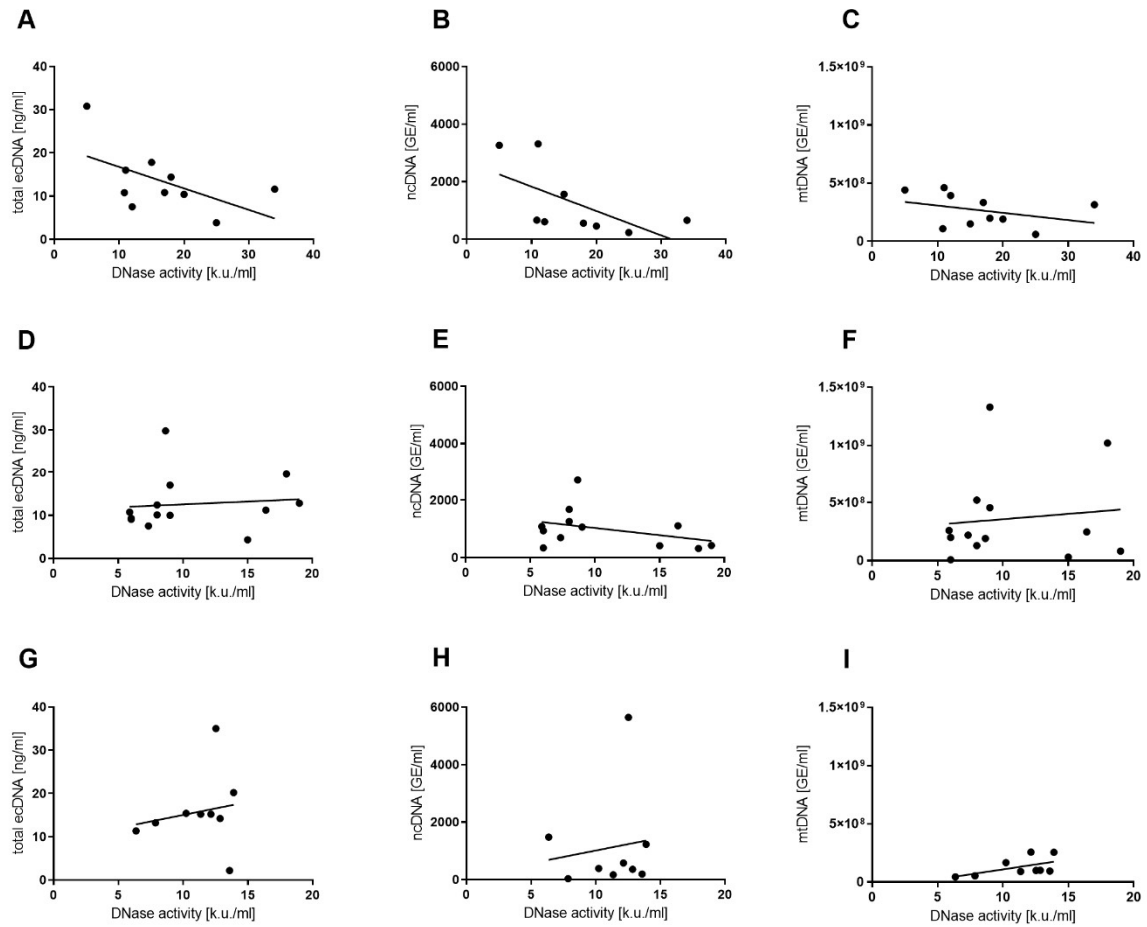 A
B
C
total ecDNA [ng/ml]
40
30
20
10
0
0 10 20 30 40
DNase activity [k.u./ml]
ncDNA [GE/ml]
6000
4000
2000
0
0 10 20 30 40
DNase activity [k.u./ml]
mtDNA [GE/ml]
1.5×10⁹
1×10⁹
5×10⁸
0
0 10 20 30 40
DNase activity [k.u./ml]
D
E
F
total ecDNA [ng/ml]
40
30
20
10
0
0 5 10 15 20
DNase activity [k.u./ml]
ncDNA [GE/ml]
6000
4000
2000
0
0 5 10 15 20
DNase activity [k.u./ml]
mtDNA [GE/ml]
1.5×10⁹
1×10⁹
5×10⁸
0
0 5 10 15 20
DNase activity [k.u./ml]
G
H
I
total ecDNA [ng/ml]
40
30
20
10
0
0 5 10 15 20
DNase activity [k.u./ml]
ncDNA [GE/ml]
6000
4000
2000
0
0 5 10 15 20
DNase activity [k.u./ml]
mtDNA [GE/ml]
1.5×10⁹
1×10⁹
5×10⁸
0
0 5 10 15 20
DNase activity [k.u./ml]